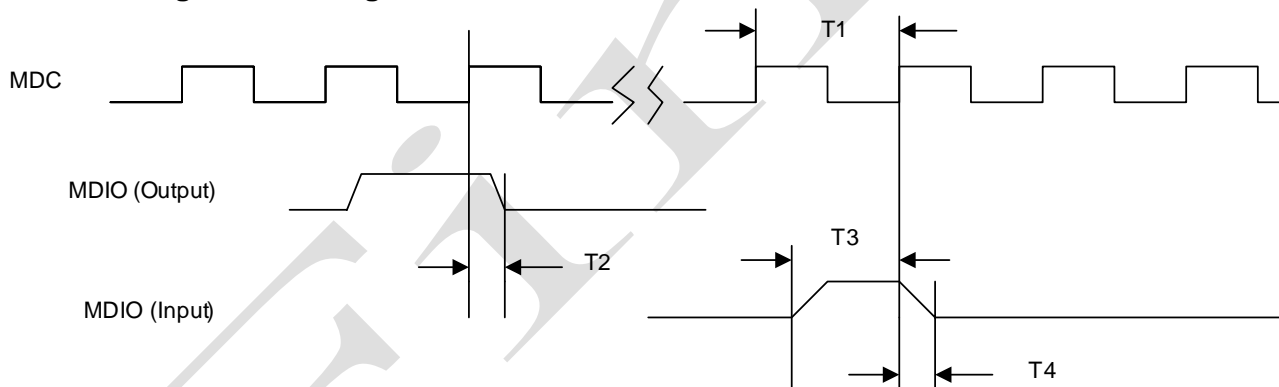 T1
MDC
MDIO (Output)
T2
T3
MDIO (Input)
T4